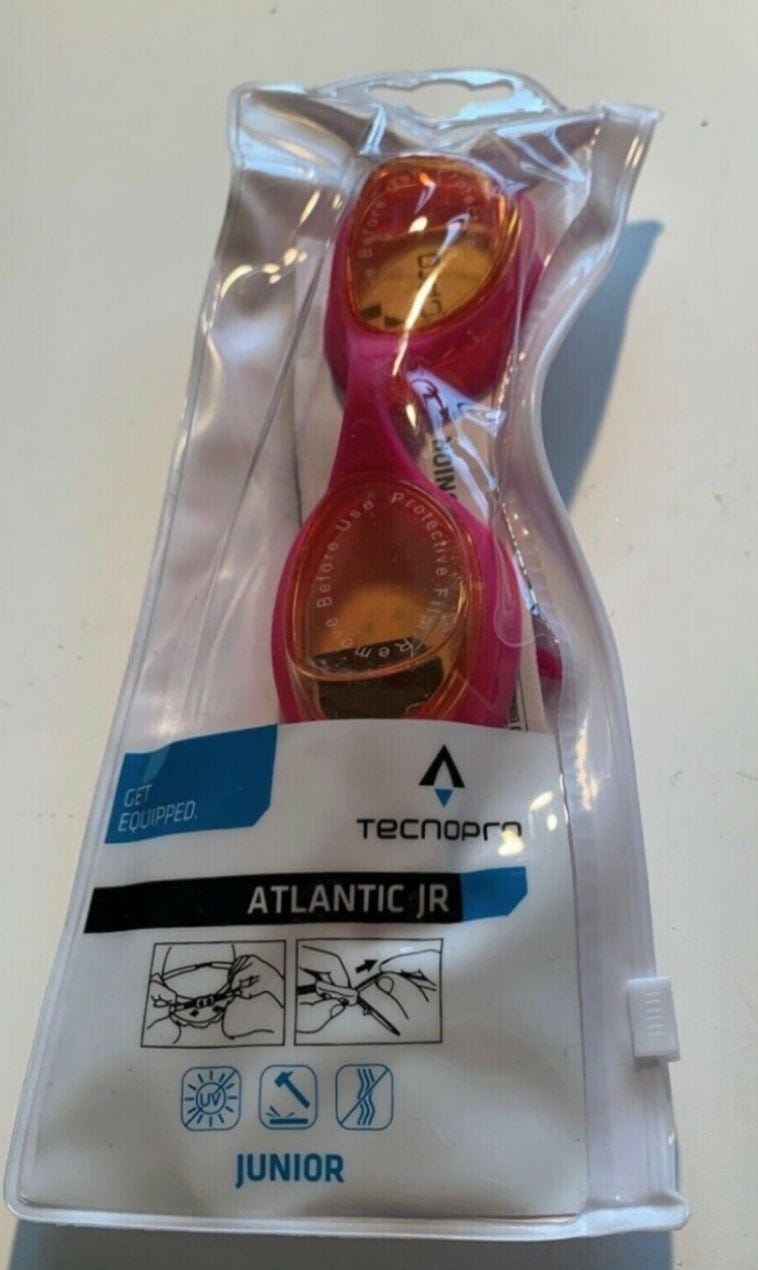 Remove Before Use Protective Film
GET
EQUIPPED.
TECNOPRO
ATLANTIC JR
UV
JUNIOR